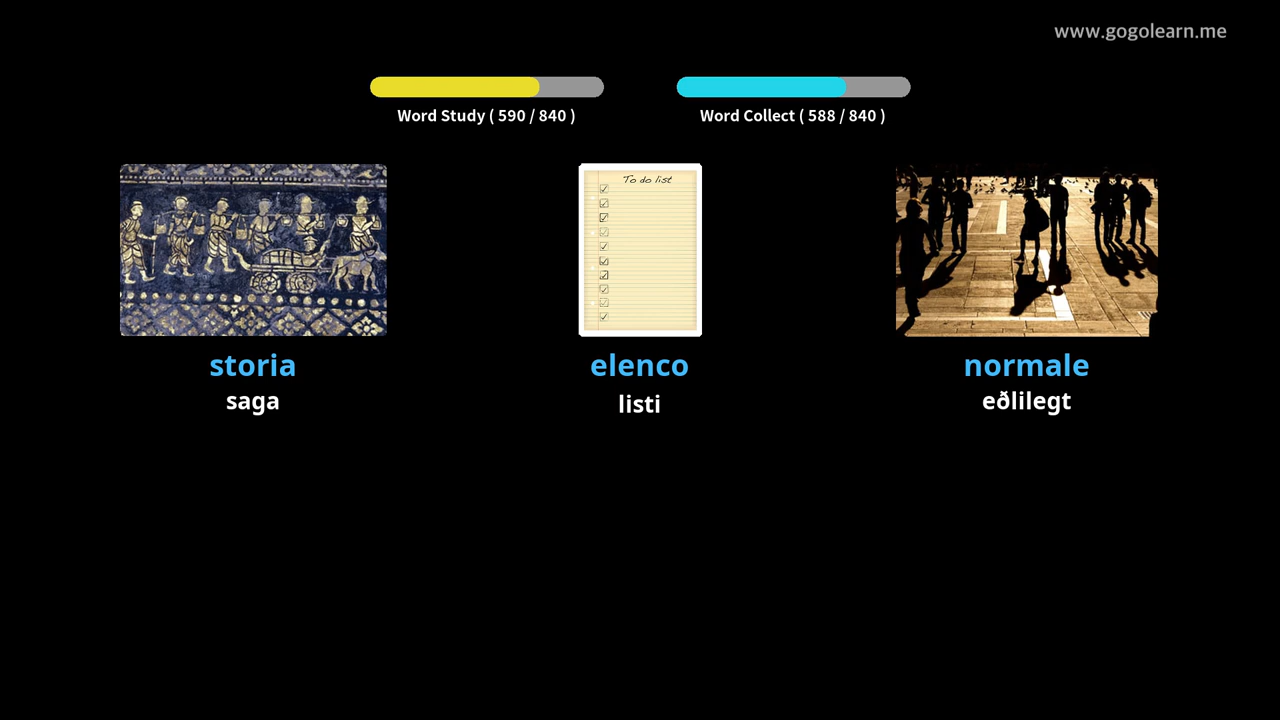 www.gogolearn.me
Word Study ( 590 / 840 )
Word Collect ( 588 / 840 )
To do list
storia
elenco
normale
saga
listi
eðlilegt